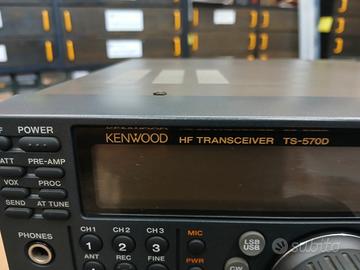 KENWOOD HF TRANSCEIVER TS-570D
POWER
ATT PRE-AMP
VOX PROC
SEND AT TUNE
PHONES
CH1 CH2 CH3
1 2 3
ANT REC FINE
MIC
PWR
LSB
USB
CW
subito